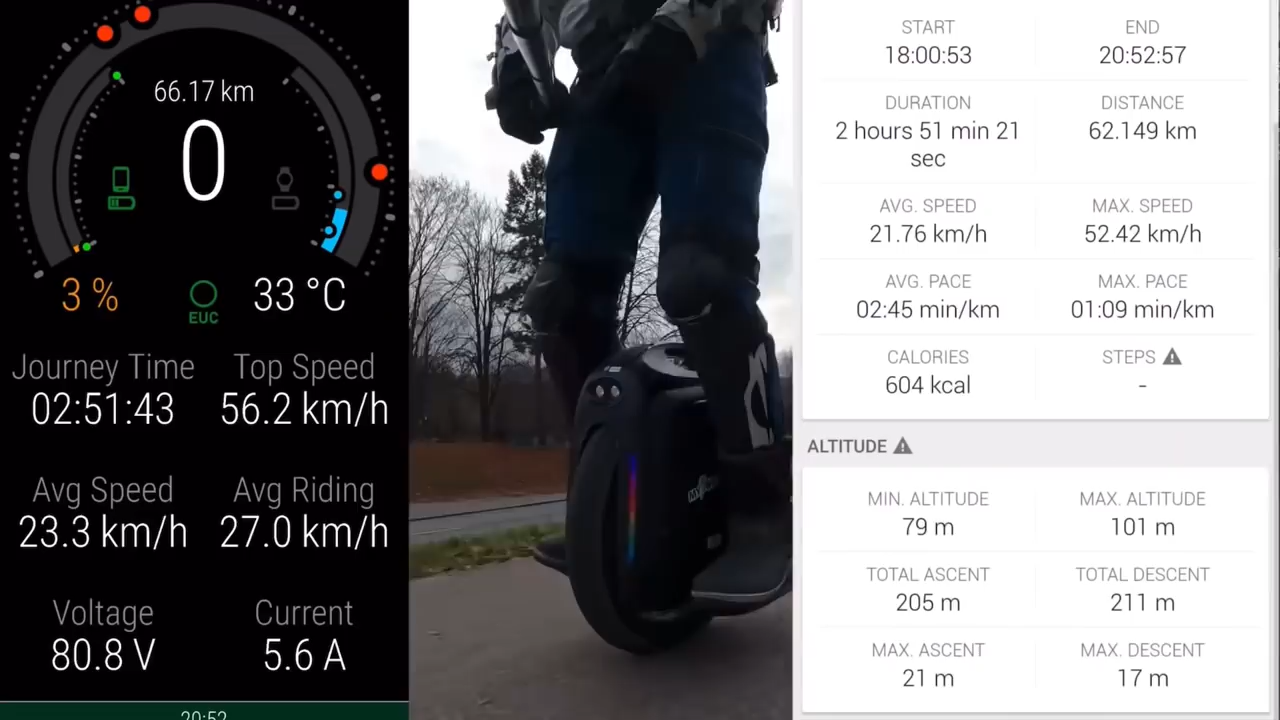 66.17 km
0
3 %
EUC
33 °C
Journey Time
Top Speed
02:51:43
56.2 km/h
Avg Speed
Avg Riding
23.3 km/h
27.0 km/h
Voltage
Current
80.8 V
5.6 A
20:52
START
END
18:00:53
20:52:57
DURATION
DISTANCE
2 hours 51 min 21
sec
62.149 km
AVG. SPEED
MAX. SPEED
21.76 km/h
52.42 km/h
AVG. PACE
MAX. PACE
02:45 min/km
01:09 min/km
CALORIES
STEPS
604 kcal
-
ALTITUDE
MIN. ALTITUDE
MAX. ALTITUDE
79 m
101 m
TOTAL ASCENT
TOTAL DESCENT
205 m
211 m
MAX. ASCENT
MAX. DESCENT
21 m
17 m